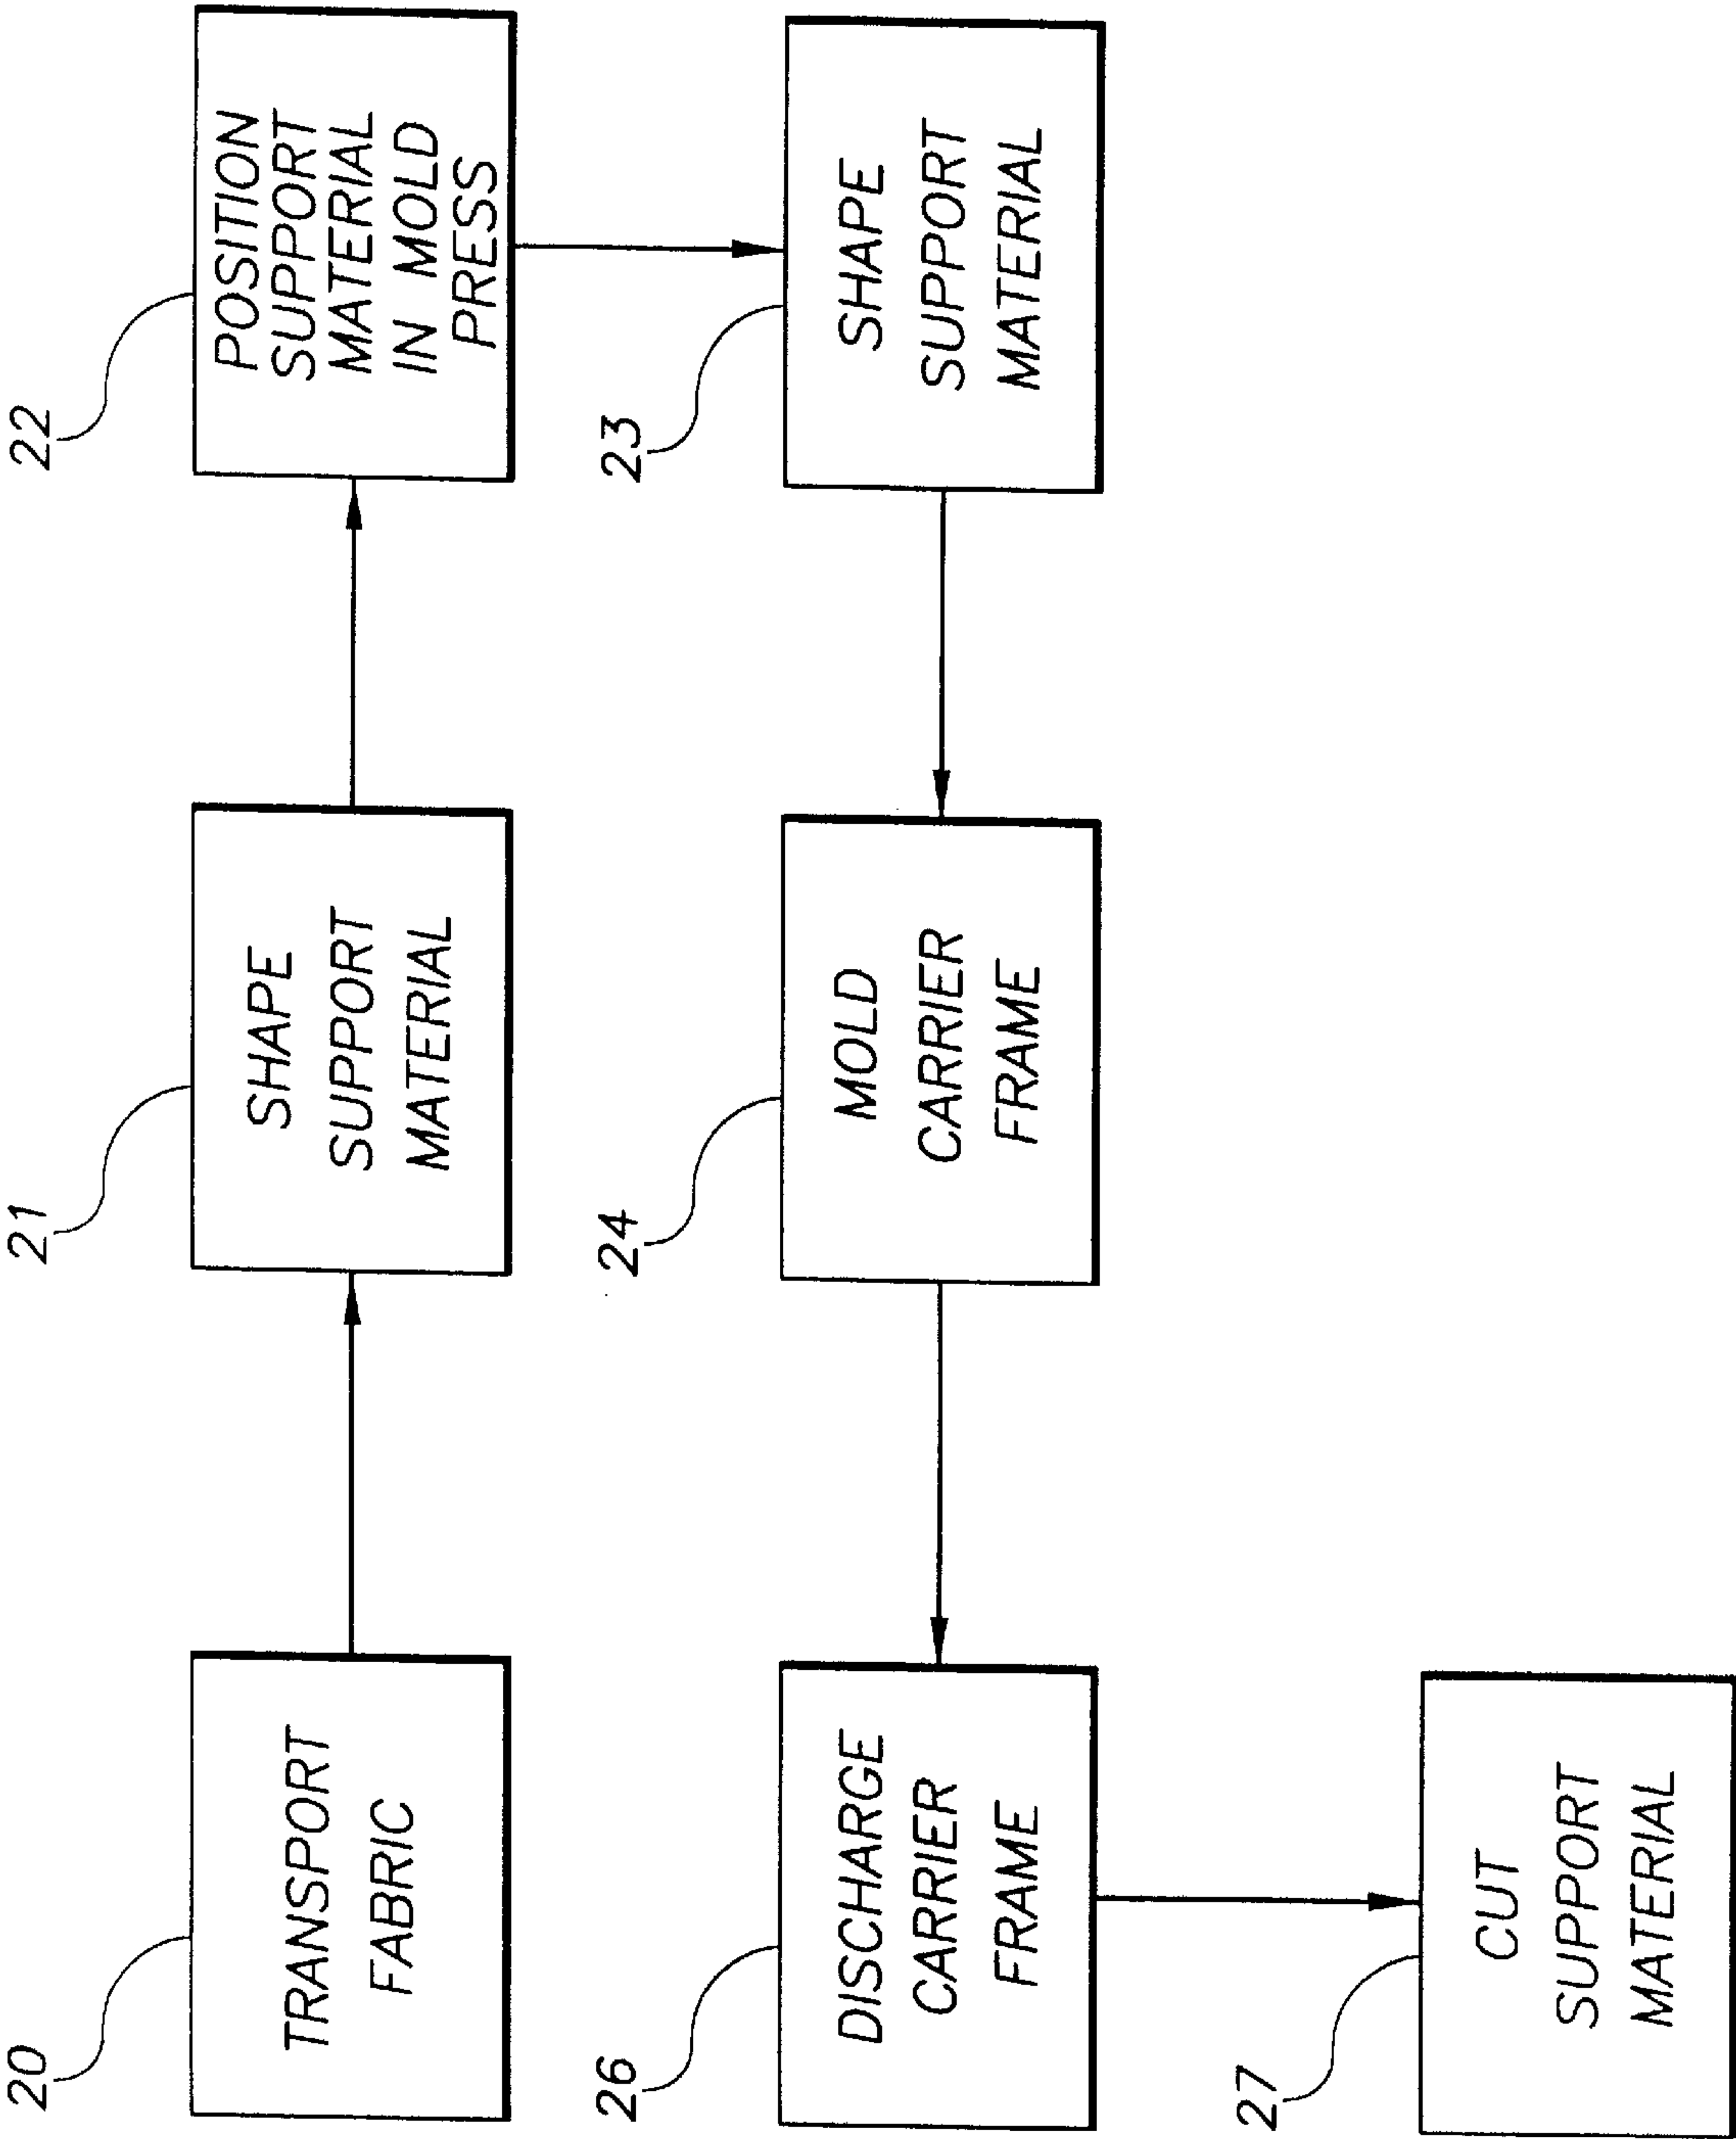 20
TRANSPORT
FABRIC
21
SHAPE
SUPPORT
MATERIAL
22
POSITION
SUPPORT
MATERIAL
IN MOLD
PRESS
23
SHAPE
SUPPORT
MATERIAL
24
MOLD
CARRIER
FRAME
26
DISCHARGE
CARRIER
FRAME
27
CUT
SUPPORT
MATERIAL